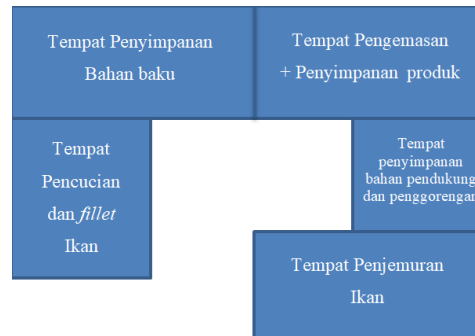 Tempat Penyimpanan
Bahan baku
Tempat Pengemasan
+ Penyimpanan produk
Tempat
Pencucian
dan fillet
Ikan
Tempat
penyimpanan
bahan pendukung
dan penggorengan
Tempat Penjemuran
Ikan